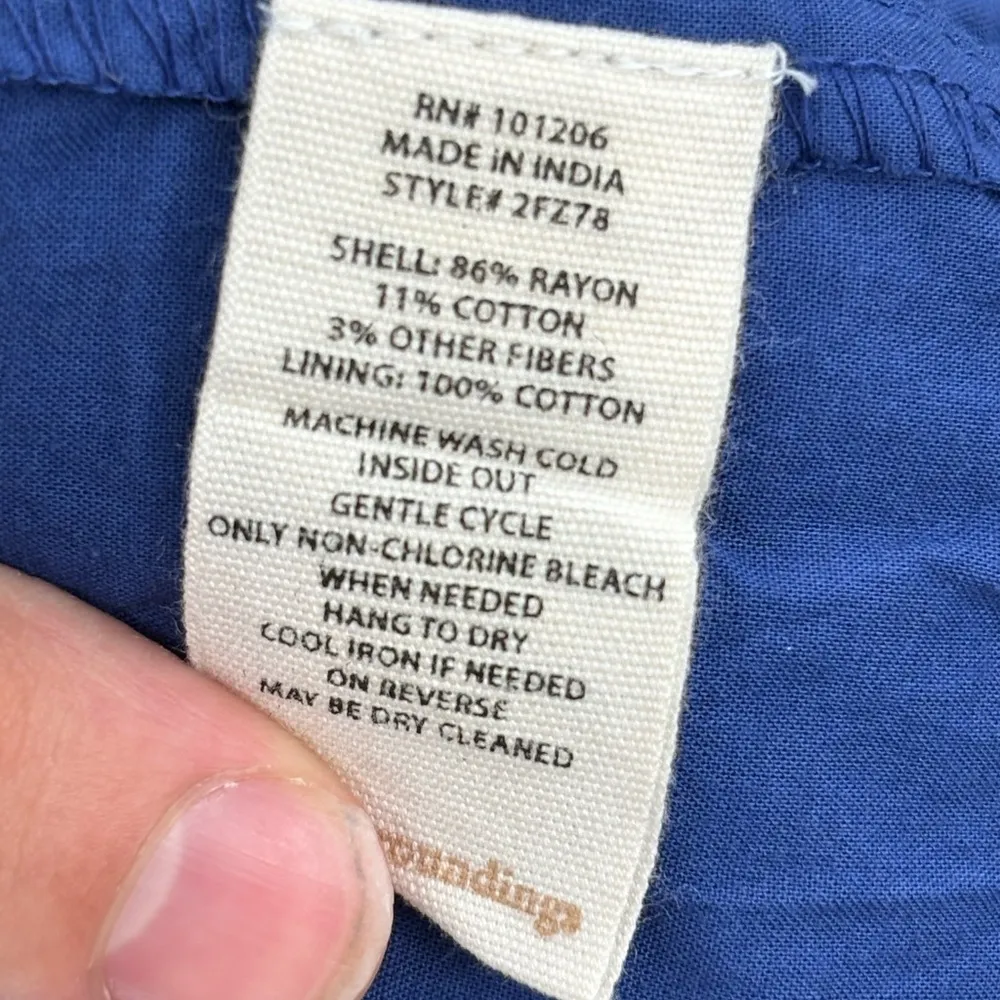 RN# 101206
MADE IN INDIA
STYLE# 2FZ78
SHELL: 86% RAYON
11% COTTON
3% OTHER FIBERS
LINING: 100% COTTON
MACHINE WASH COLD
INSIDE OUT
GENTLE CYCLE
ONLY NON-CHLORINE BLEACH
WHEN NEEDED
HANG TO DRY
COOL IRON IF NEEDED
ON REVERSE
MAY BE DRY CLEANED
oundings